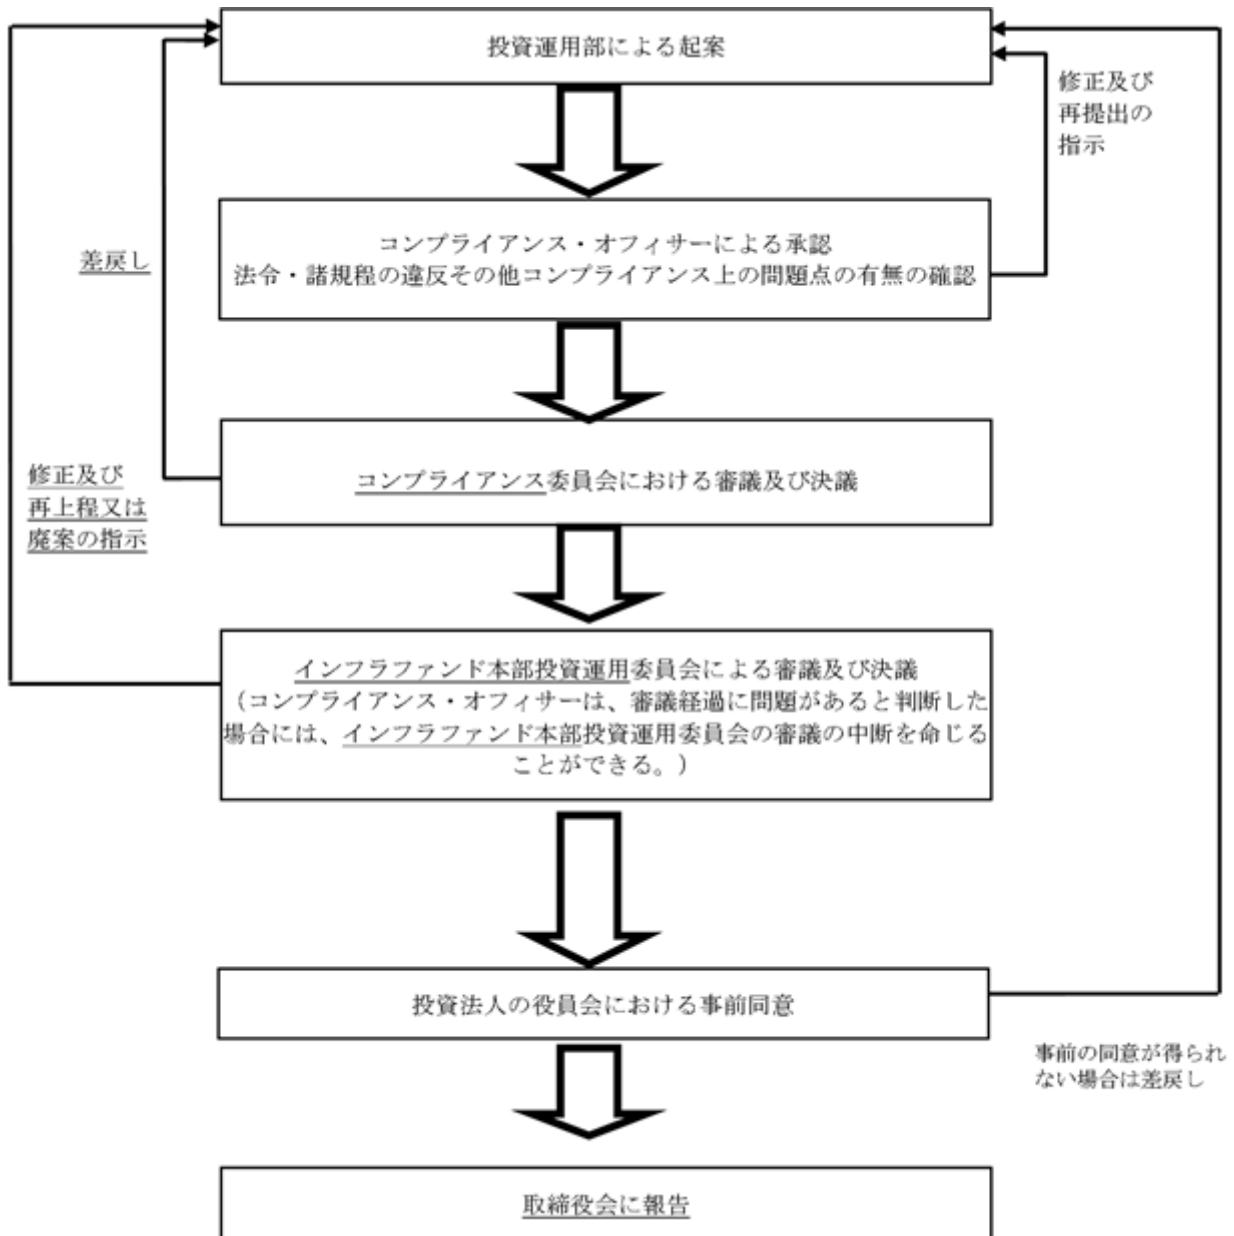 投資運用部による起案
修正及び
再提出の
指示
コンプライアンス・オフィサーによる承認
法令・諸規程の違反その他コンプライアンス上の問題点の有無の確認
差戻し
コンプライアンス委員会における審議及び決議
修正及び
再上程又は
廃案の指示
インフラファンド本部投資運用委員会による審議及び決議
（コンプライアンス・オフィサーは、審議経過に問題があると判断した
場合には、インフラファンド本部投資運用委員会の審議の中断を命じる
ことができる。）
投資法人の役員会における事前同意
事前の同意が得られ
ない場合は差戻し
取締役会に報告